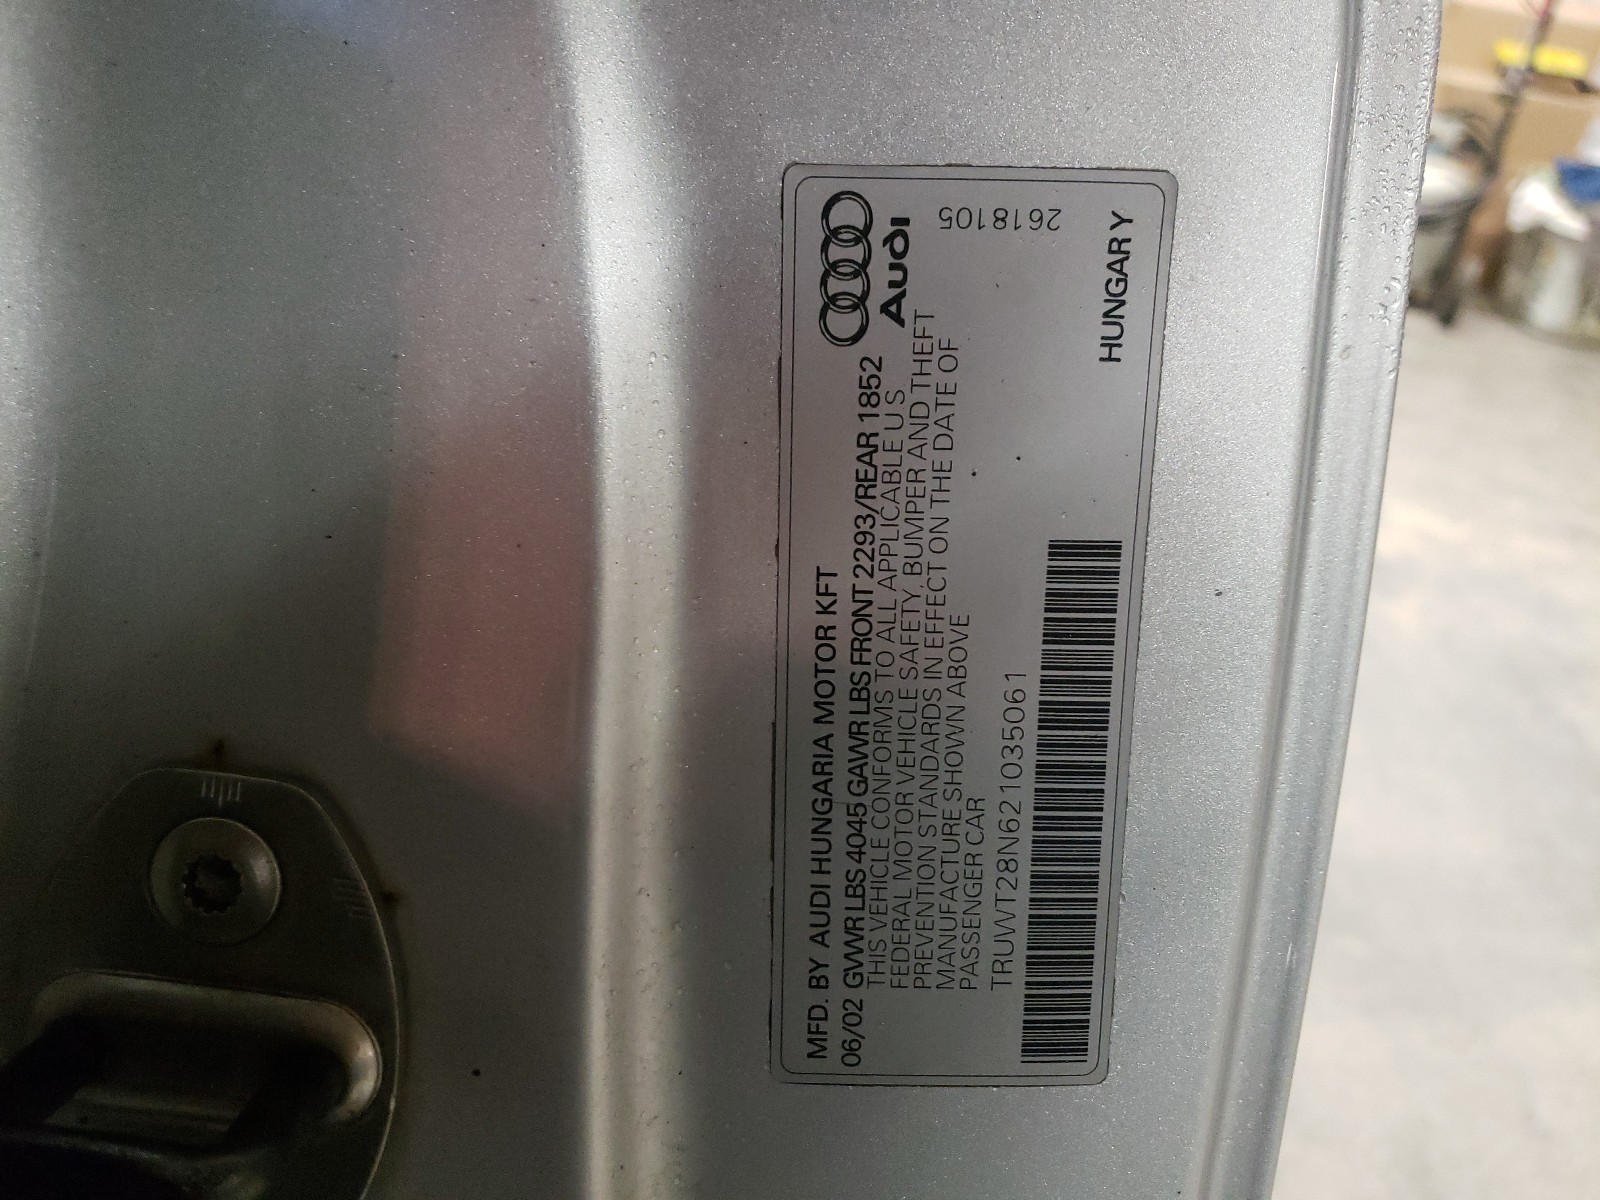 MFD. BY AUDI HUNGARIA MOTOR KFT
06/02 GVWR LBS 4045 GAWR LBS FRONT 2293/REAR 1852
THIS VEHICLE CONFORMS TO ALL APPLICABLE US
FEDERAL MOTOR VEHICLE SAFETY, BUMPER AND THEFT
PREVENTION STANDARDS IN EFFECT ON THE DATE OF
MANUFACTURE SHOWN ABOVE
PASSENGER CAR
TRUWT28N621035061
Audi
2618105
HUNGARY